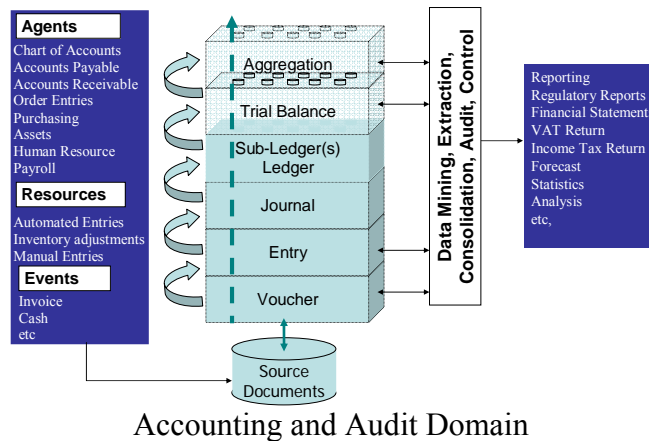 Agents
Chart of Accounts
Accounts Payable
Accounts Receivable
Order Entries
Purchasing
Assets
Human Resource
Payroll
Resources
Automated Entries
Inventory adjustments
Manual Entries
Events
Invoice
Cash
etc
Aggregation
Trial Balance
Sub-Ledger(s)
Ledger
Journal
Entry
Voucher
Source
Documents
Data Mining, Extraction,
Consolidation, Audit, Control
Reporting
Regulatory Reports
Financial Statement
VAT Return
Income Tax Return
Forecast
Statistics
Analysis
etc,
Accounting and Audit Domain